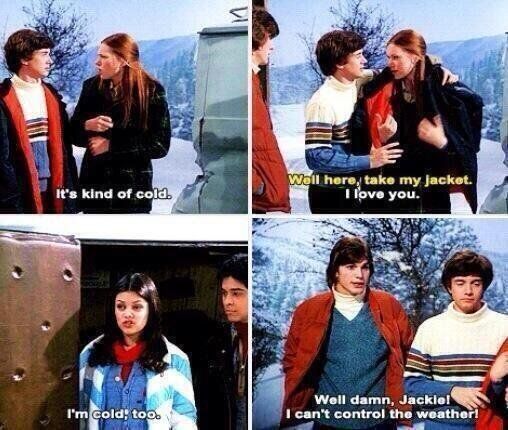 It's kind of cold.
Well here, take my jacket.
I love you.
I'm cold, too.
Well damn, Jackie!
I can't control the weather!